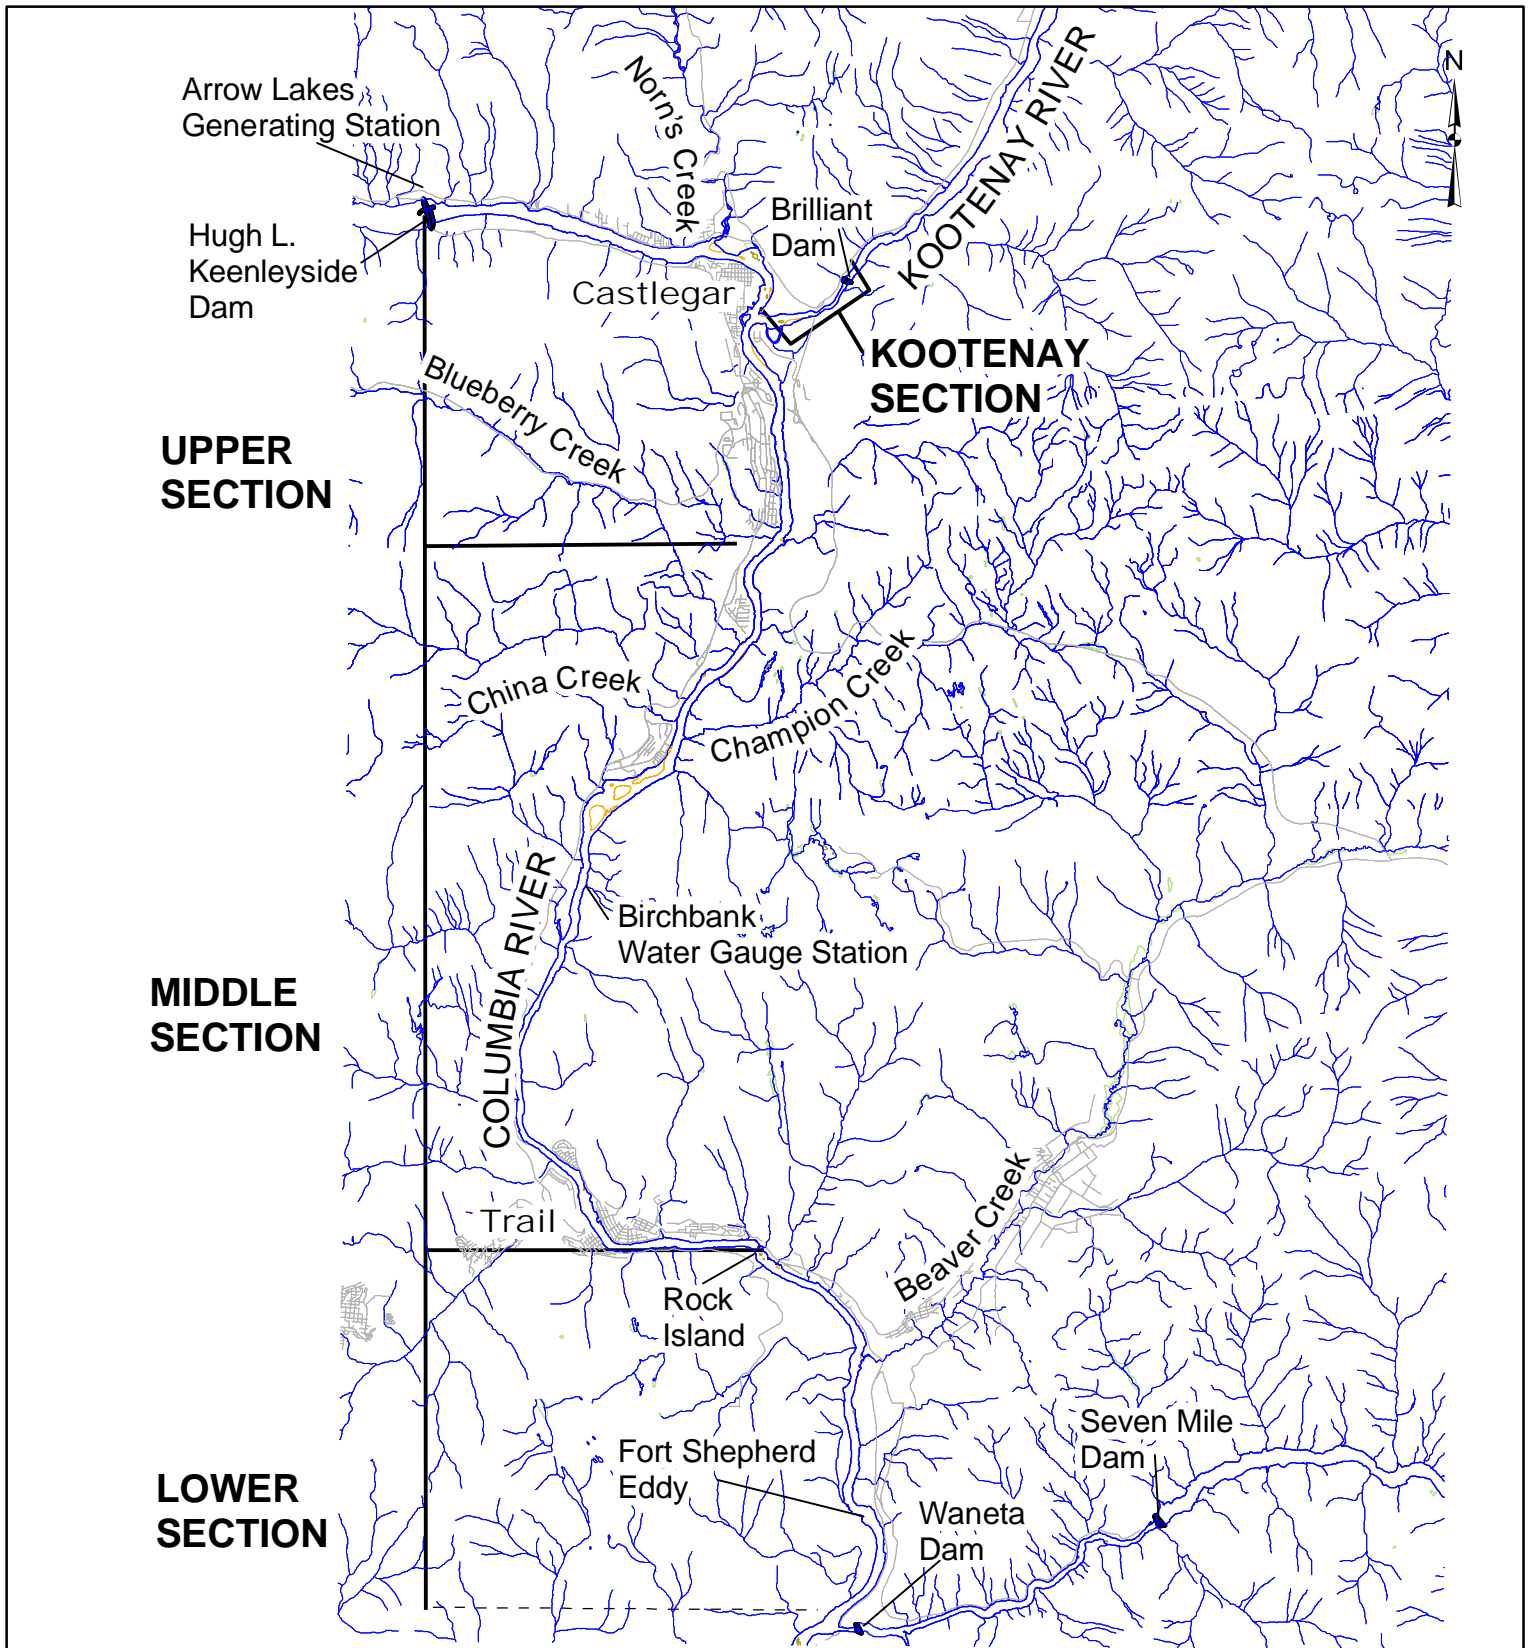 N
KOOTENAY RIVER
Norn's Creek
Arrow Lakes
Generating Station
Brilliant
Dam
Hugh L.
Keenleyside
Dam
Castlegar
KOOTENAY
SECTION
Blueberry Creek
UPPER
SECTION
China Creek
Champion Creek
COLUMBIA RIVER
Birchbank
Water Gauge Station
MIDDLE
SECTION
Trail
Beaver Creek
Rock
Island
Seven Mile
Dam
Fort Shepherd
Eddy
LOWER
SECTION
Waneta
Dam